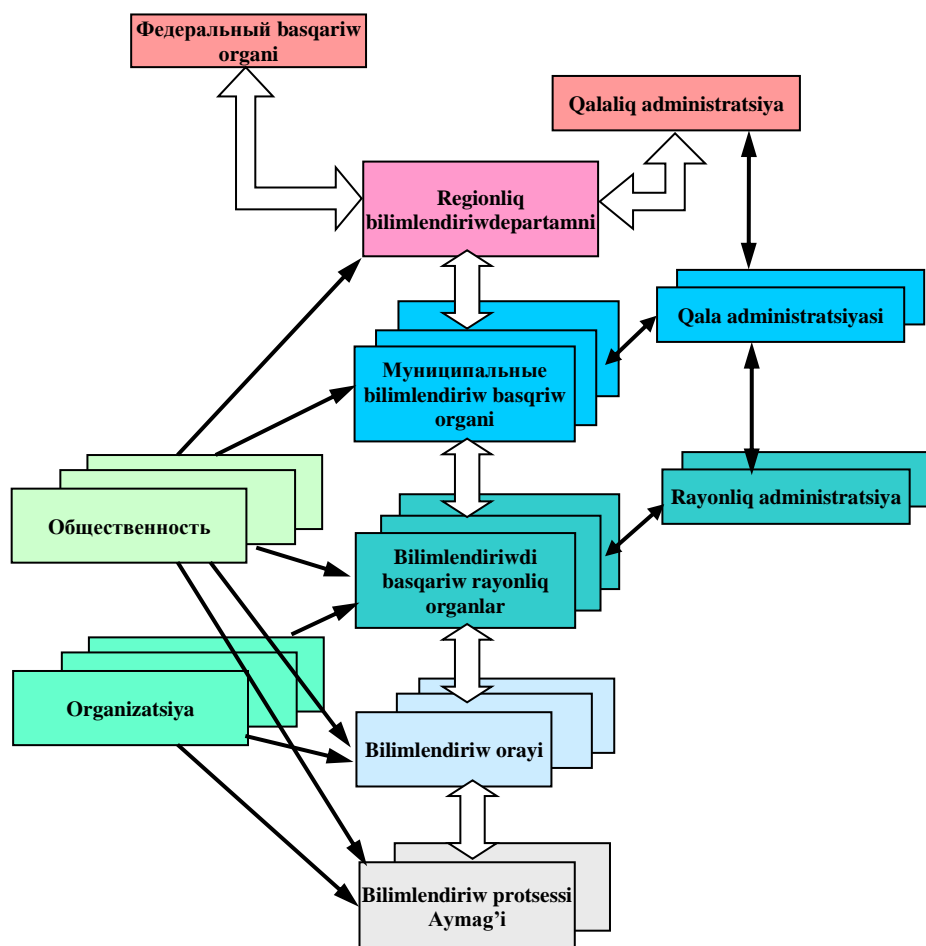 Федеральный basqariw
organi
Qalaliq administratsiya
Regionliq
bilimlendiriwdepartamni
Qala administratsiyasi
Муниципальные
bilimlendiriw basqriw
organi
Rayonliq administratsiya
Общественность
Bilimlendiriwdi
basqariw rayonliq
organlar
Organizatsiya
Bilimlendiriw orayi
Bilimlendiriw protsessi
Aymag’i